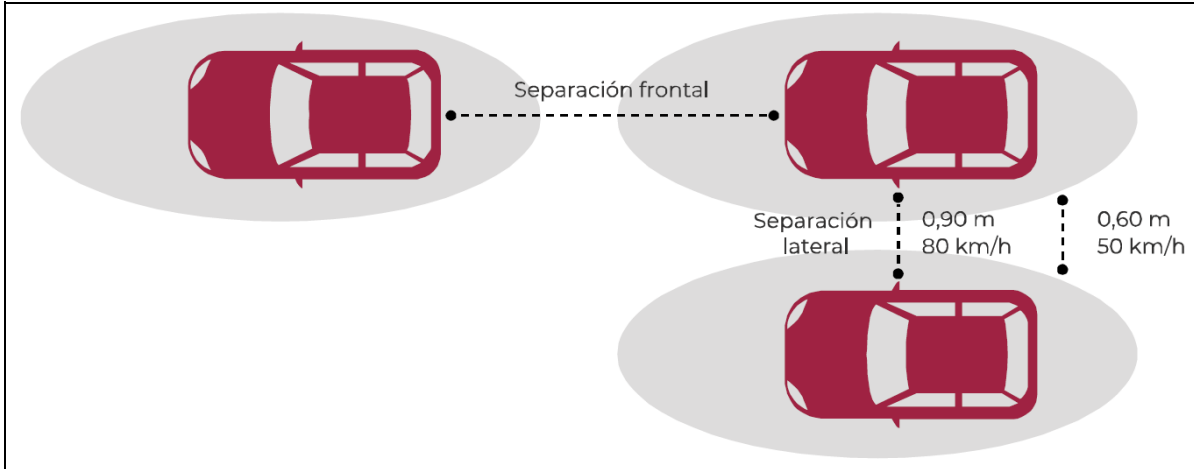 Separación frontal
Separación
lateral
0,90 m
80 km/h
0,60 m
50 km/h